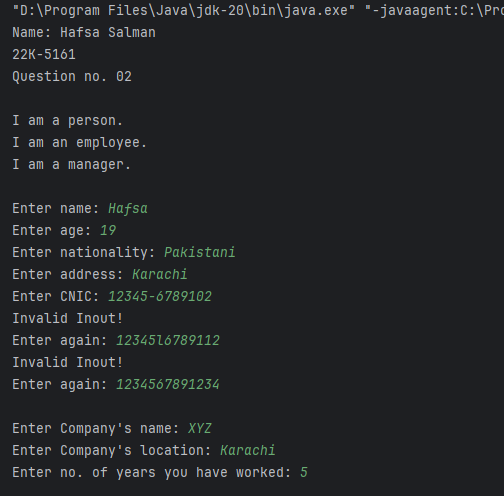 "D:\Program Files\Java\jdk-20\bin\java.exe" "-javaagent:C:\Pro
Name: Hafsa Salman
22K-5161
Question no. 02
I am a person.
I am an employee.
I am a manager.
Enter name: Hafsa
Enter age: 19
Enter nationality: Pakistani
Enter address: Karachi
Enter CNIC: 12345-6789102
Invalid Inout!
Enter again: 12345l6789112
Invalid Inout!
Enter again: 1234567891234
Enter Company's name: XYZ
Enter Company's location: Karachi
Enter no. of years you have worked: 5